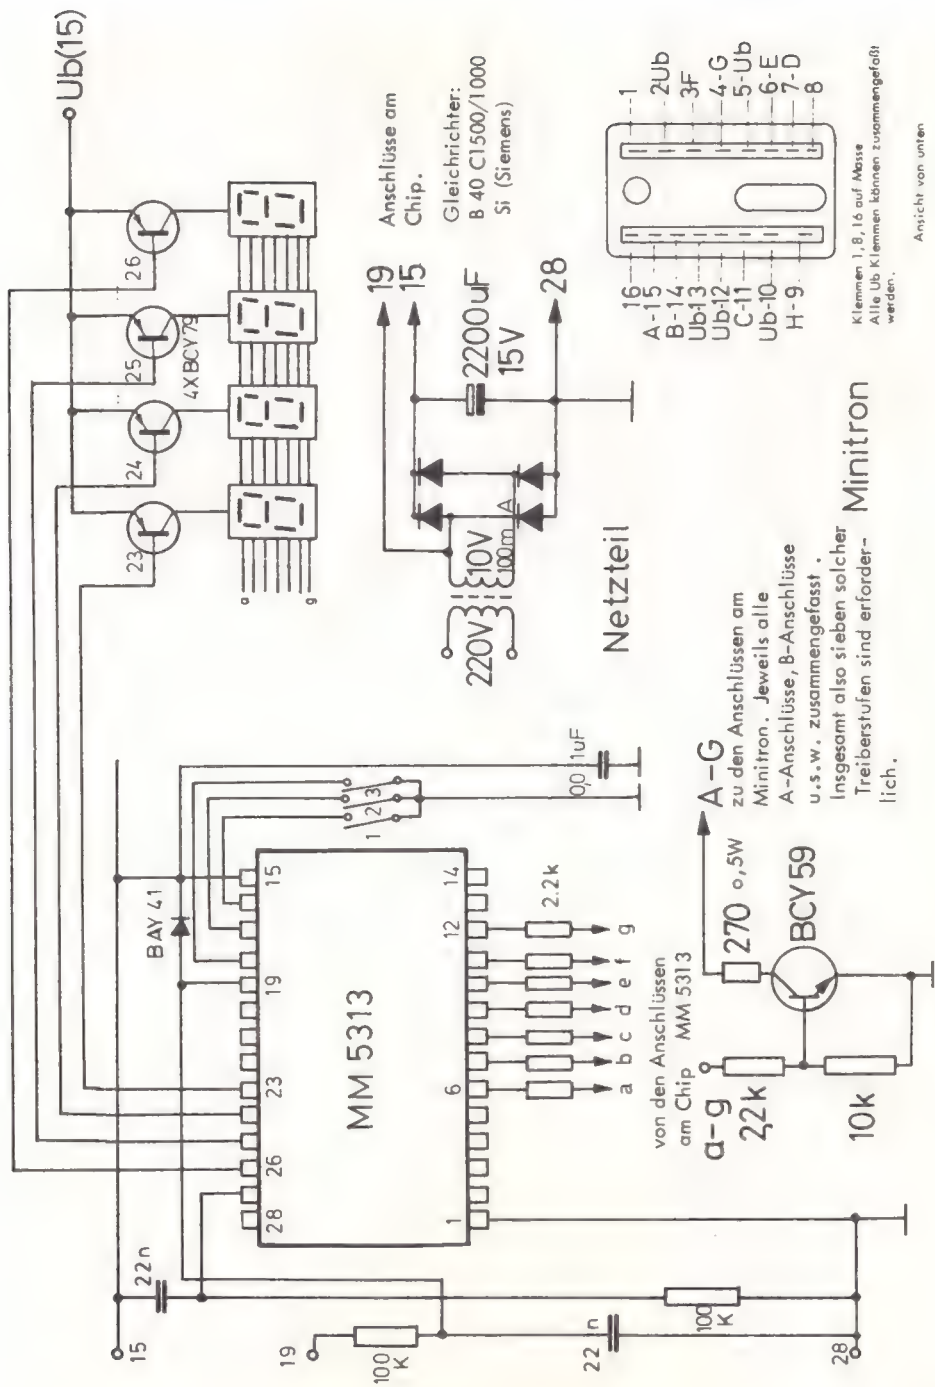 Ub(15)
26
25
4XBCY79
24
23
a
g
15
22n
BAY 41
28
26
23
19
15
MM 5313
1
6
12
14
1
2
3
0,01uF
2.2k
a
b
c
d
e
f
g
19
100
K
22
n
100
K
28
von den Anschlüssen
am Chip MM 5313
a-g
2,2k
10k
270 0,5W
BCY59
A-G
zu den Anschlüssen am
Minitron. Jeweils alle
A-Anschlüsse, B-Anschlüsse
u.s.w. zusammengefasst .
Insgesamt also sieben solcher
Treiberstufen sind erforder-
lich.
220V
10V
100m A
19
15
2200uF
15V
28
Netzteil
Anschlüsse am
Chip.
Gleichrichter:
B 40 C1500/1000
Si (Siemens)
16
A-15
B-14
Ub-13
Ub-12
C-11
Ub-10
H-9
1
2Ub
3F
4-G
5-Ub
6-E
7-D
8
Minitron
Klemmen 1,8,16 auf Masse
Alle Ub Klemmen können zusammengefaßt
werden.
Ansicht von unten